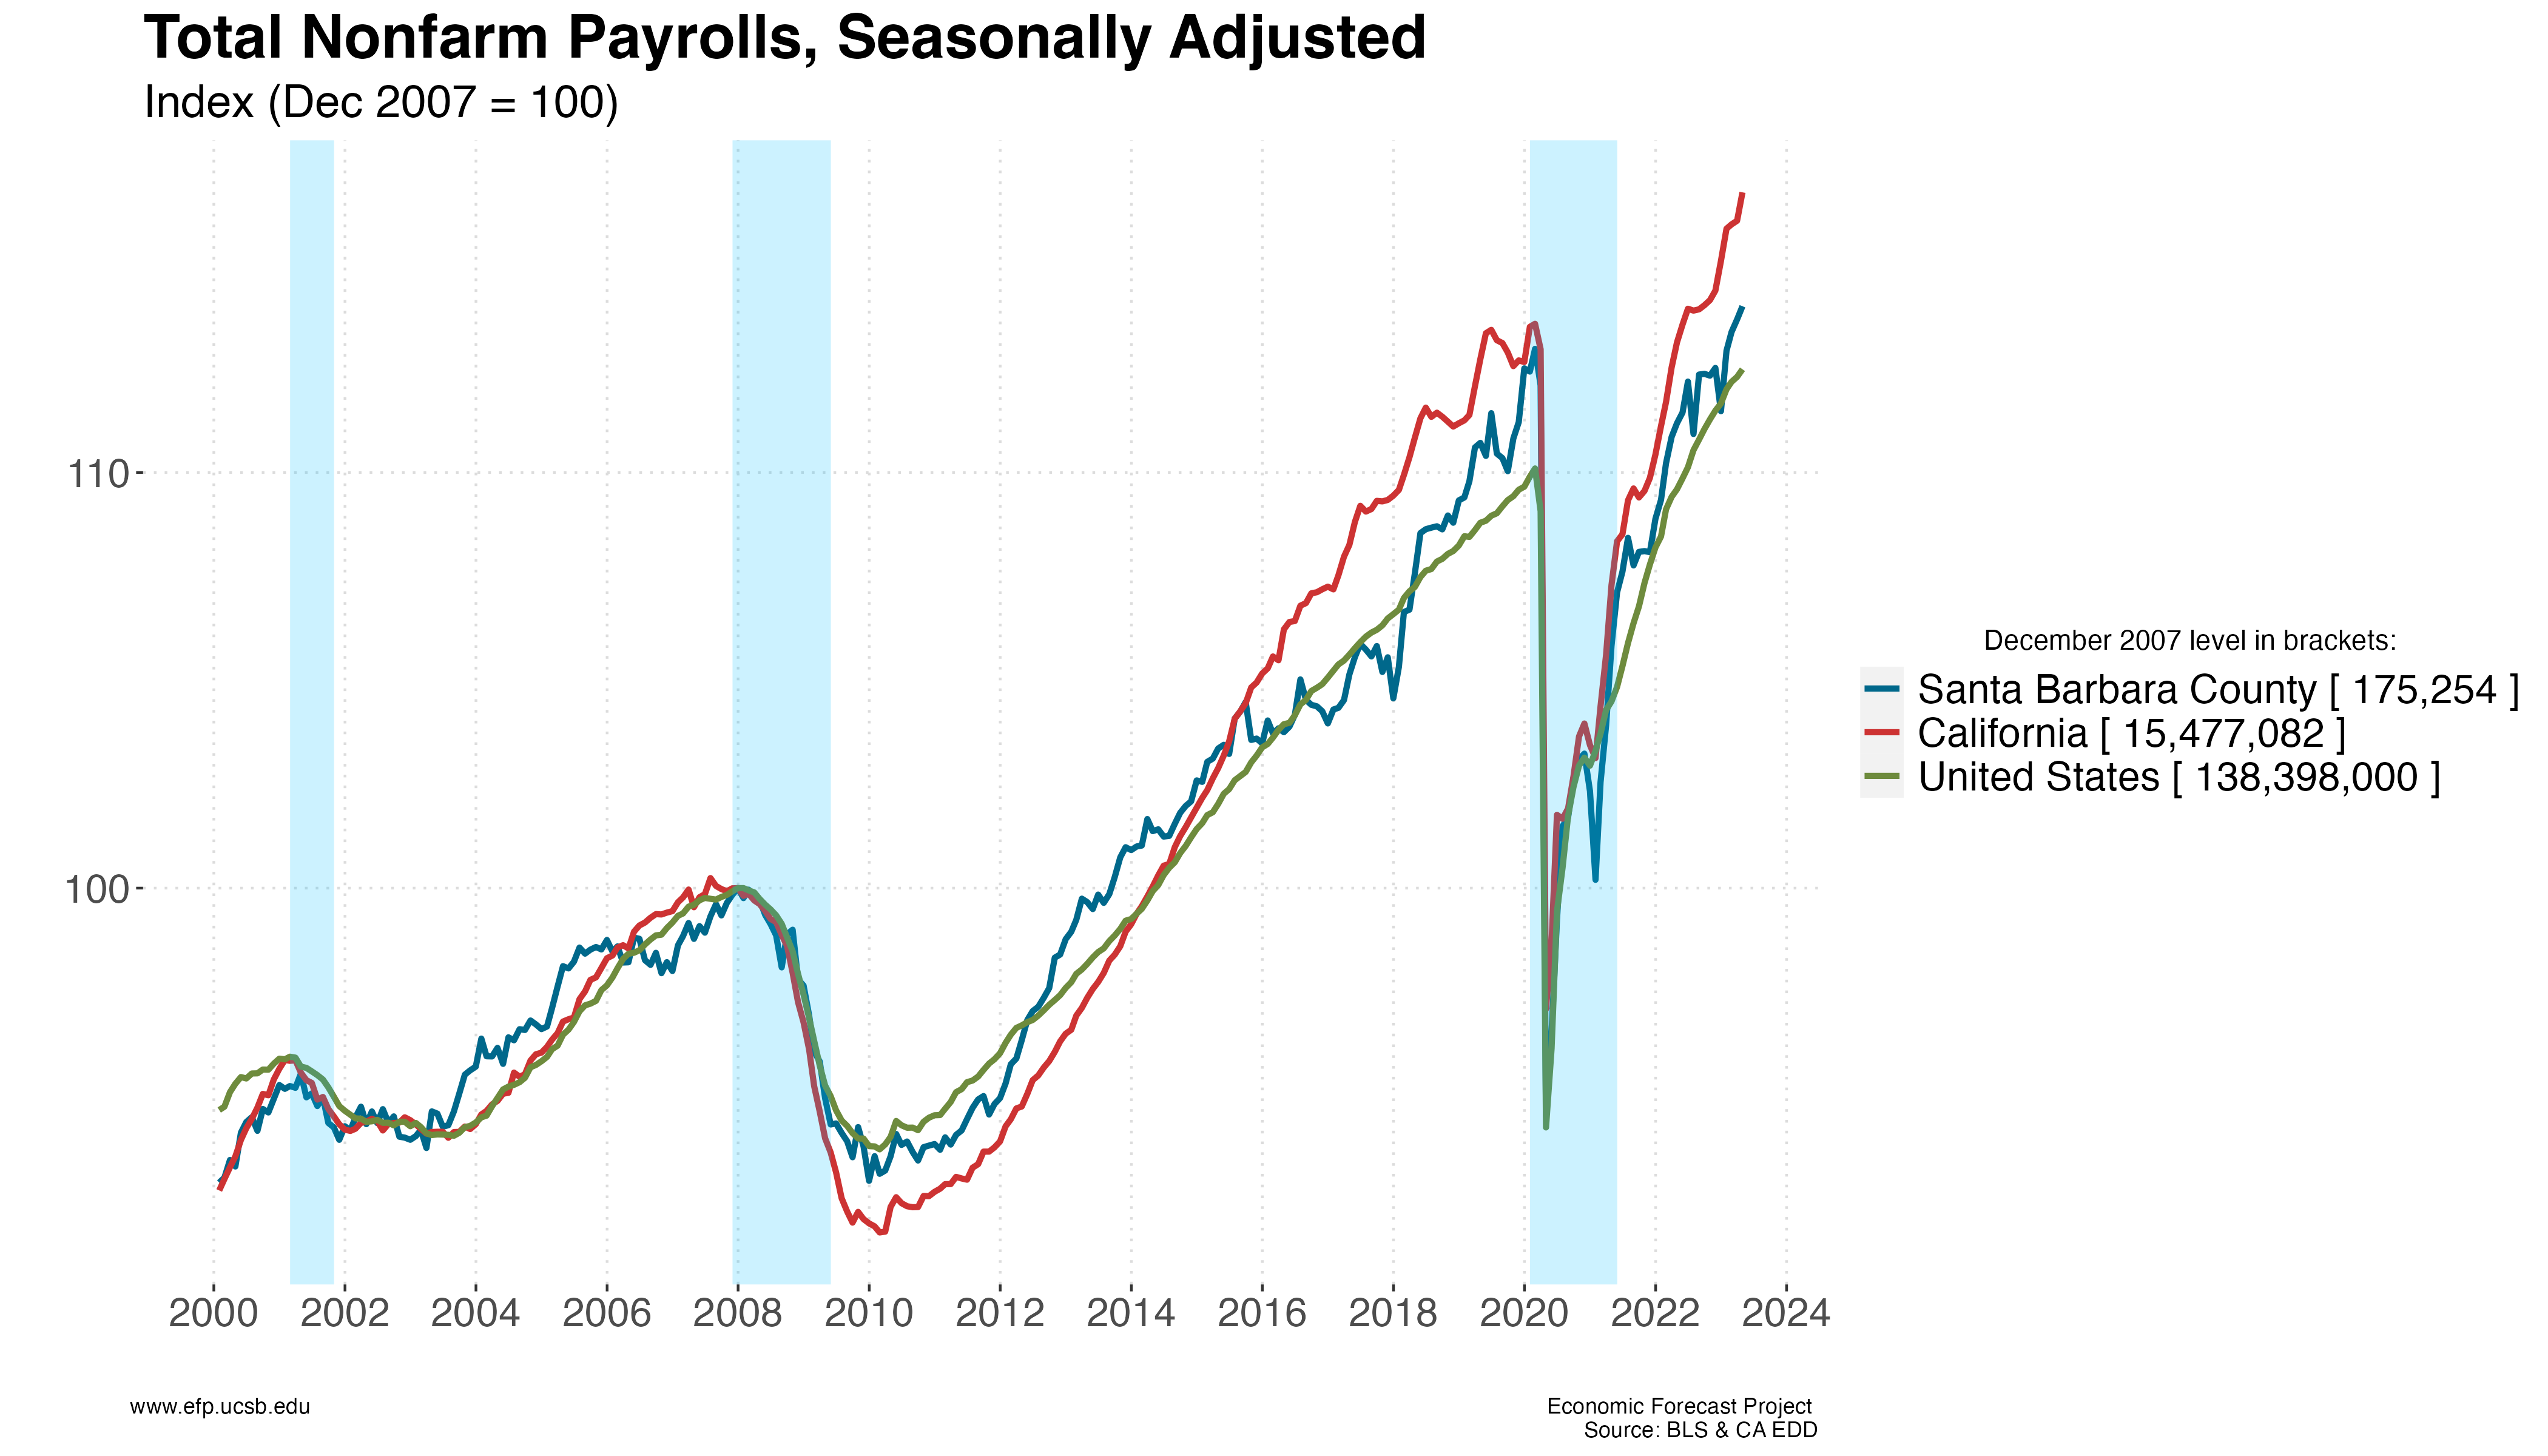 Total Nonfarm Payrolls, Seasonally Adjusted
Index (Dec 2007 = 100)
110
100
2000 2002 2004 2006 2008 2010 2012 2014 2016 2018 2020 2022 2024
December 2007 level in brackets:
Santa Barbara County [ 175,254 ]
California [ 15,477,082 ]
United States [ 138,398,000 ]
www.efp.ucsb.edu
Economic Forecast Project
Source: BLS & CA EDD